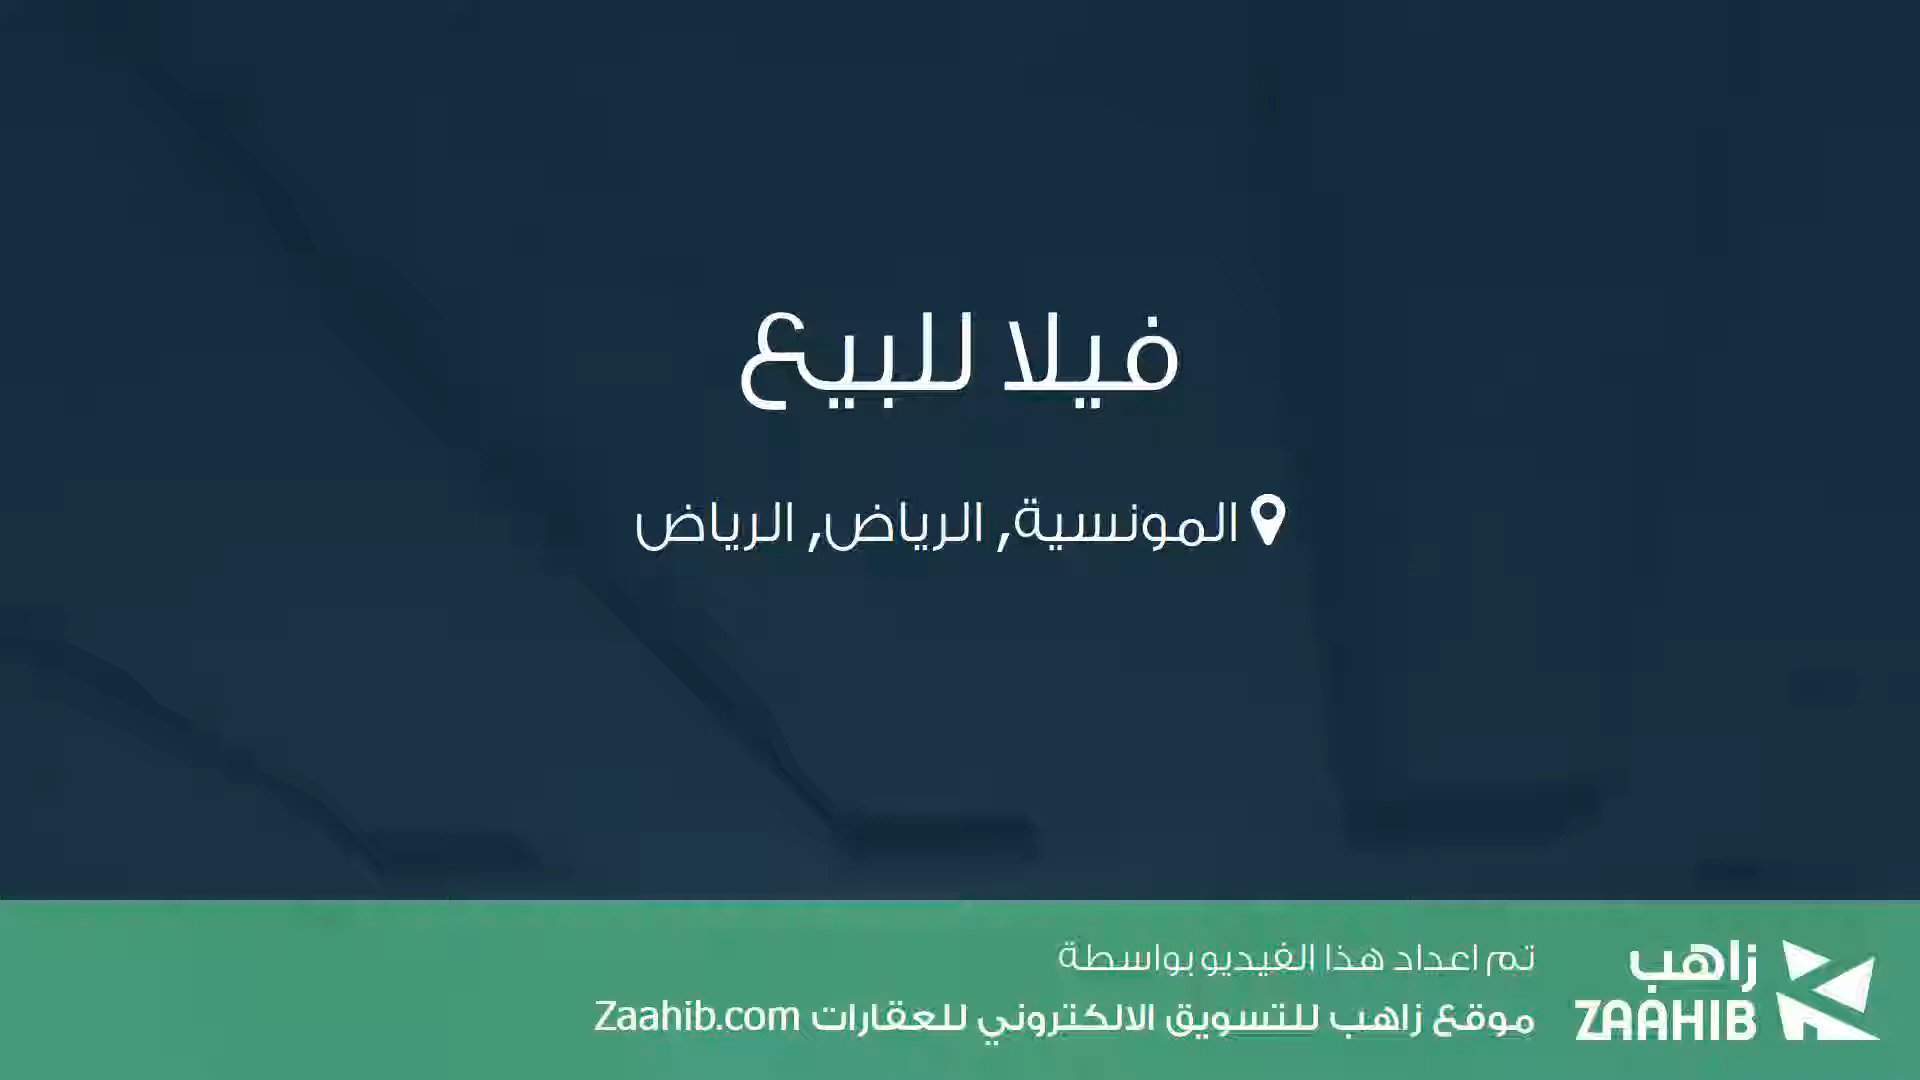 فيلا للبيع
المونسية, الرياض, الرياض
تم اعداد هذا الفيديو بواسطة
موقع زاهب للتسويق الالكتروني للعقارات Zaahib.com
زاهب
ZAAHIB